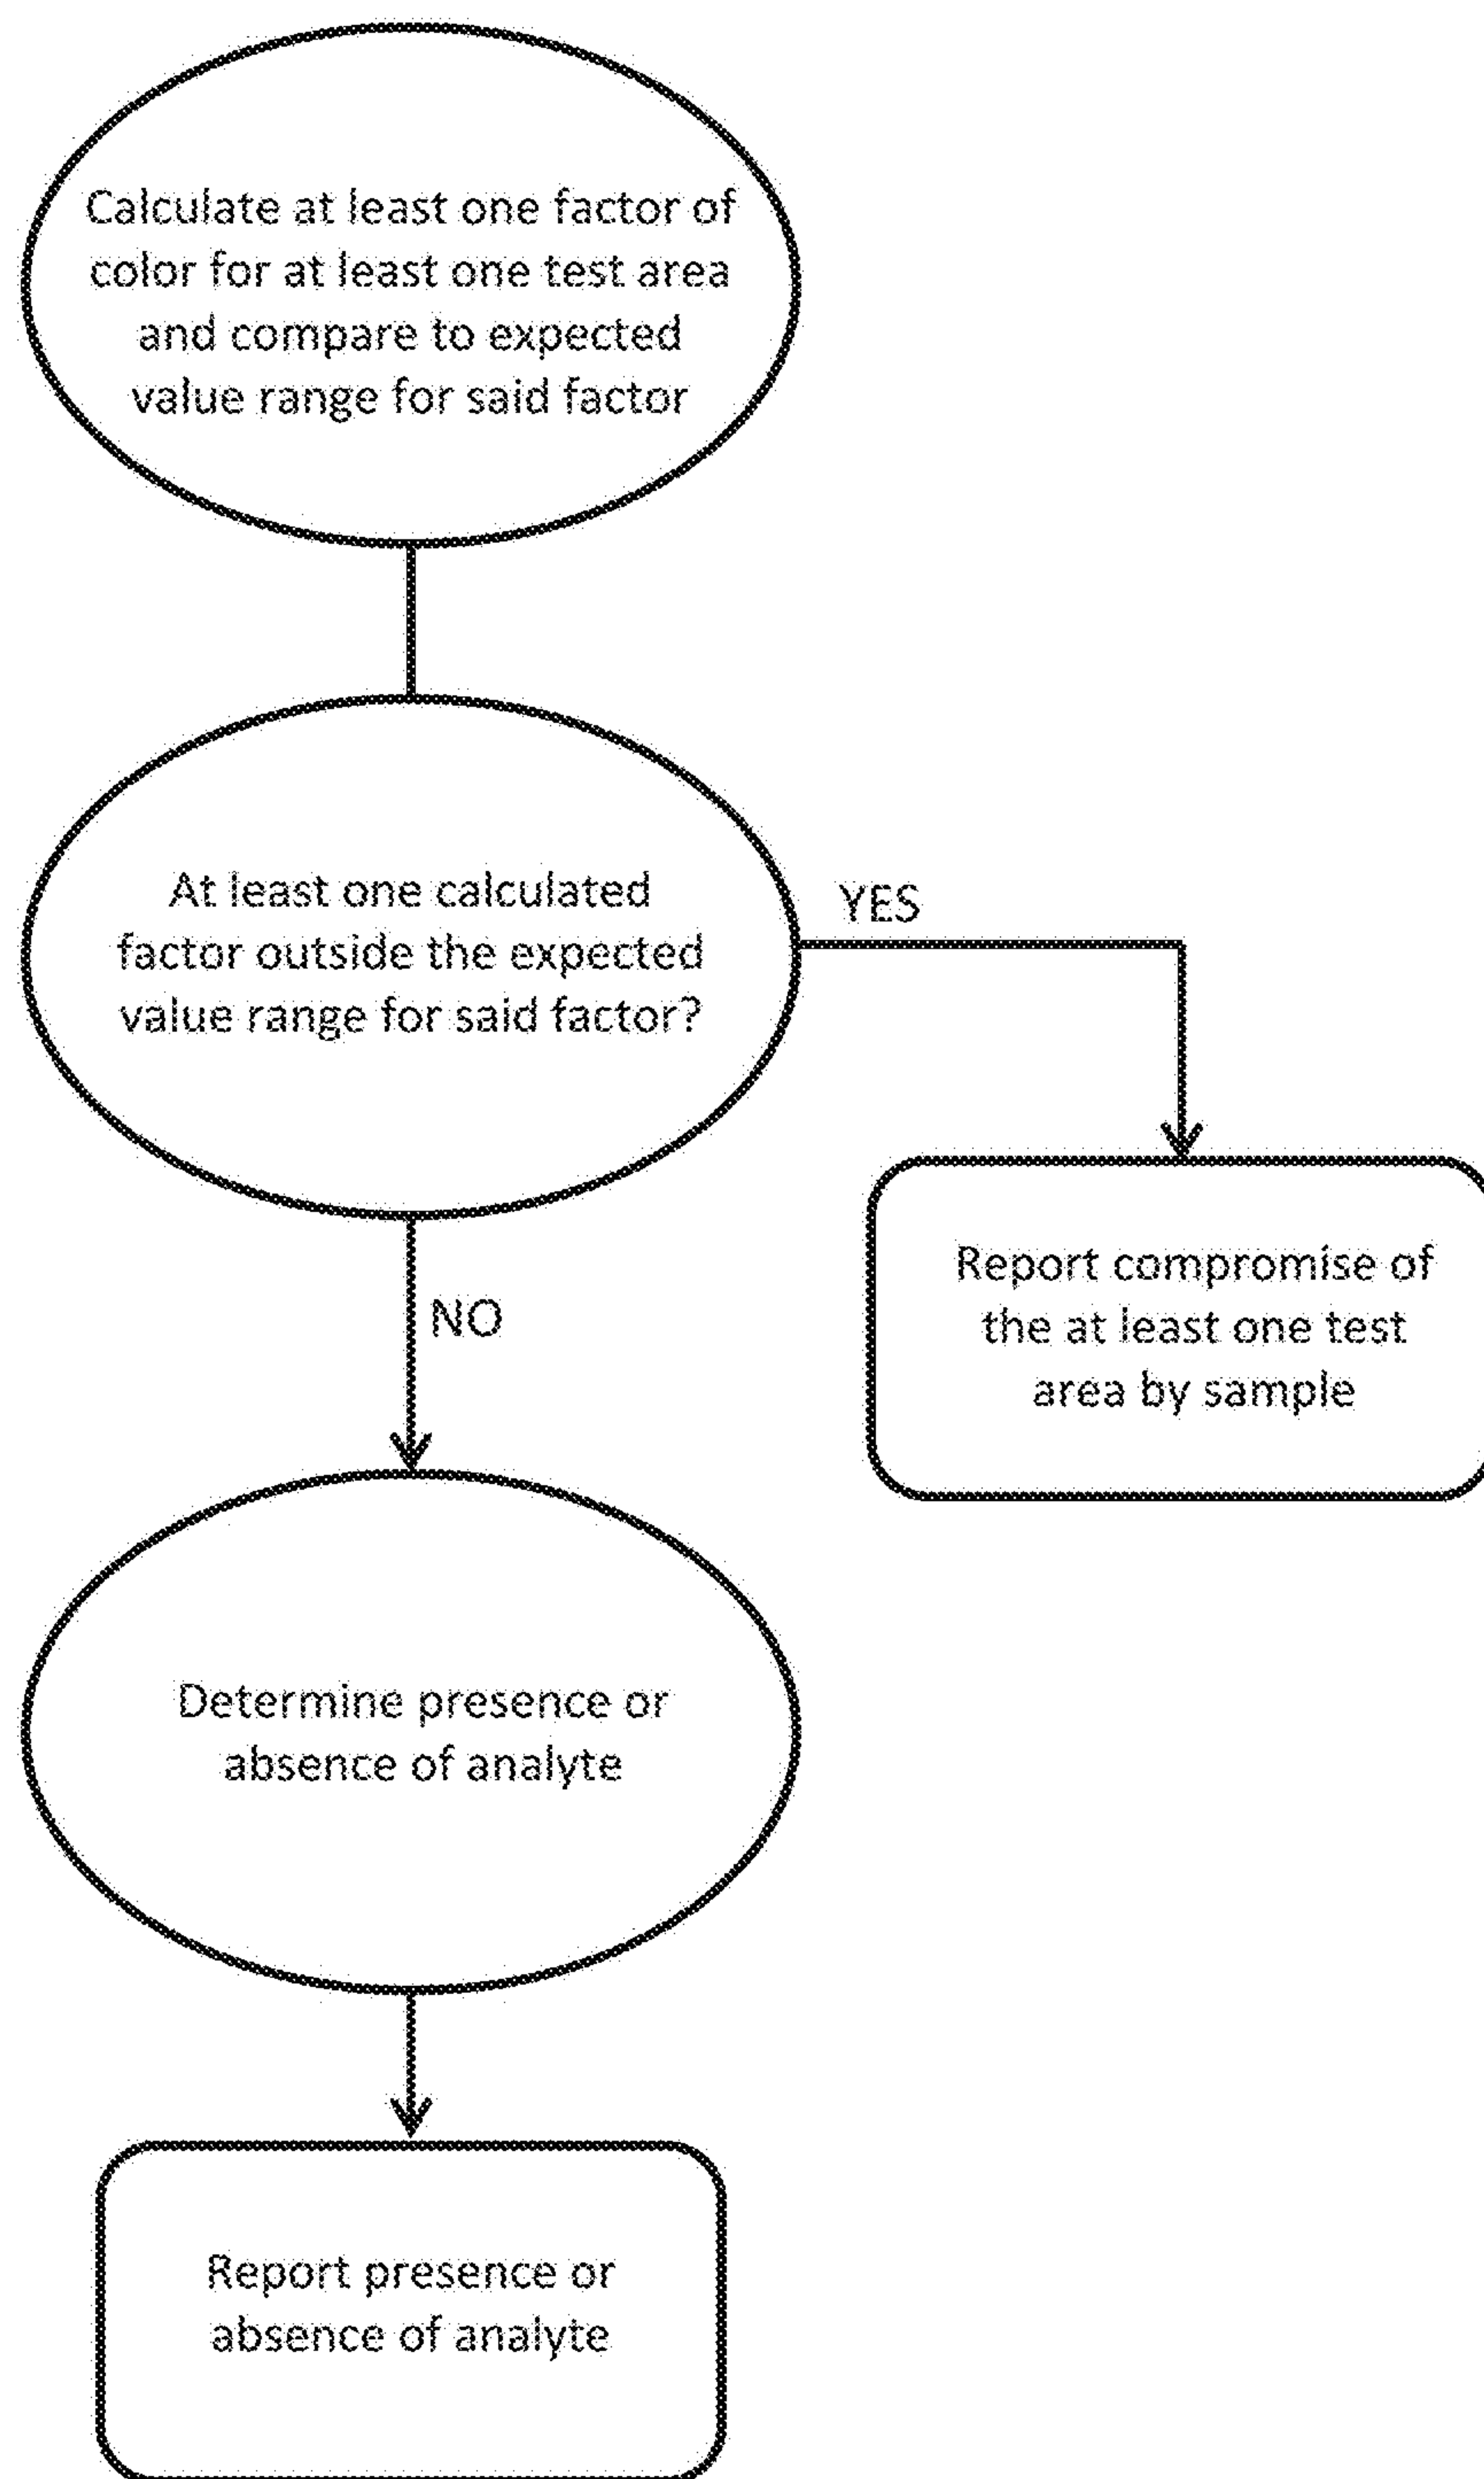 Calculate at least one factor of
color for at least one test area
and compare to expected
value range for said factor
At least one calculated
factor outside the expected
value range for said factor?
YES
NO
Report compromise of
the at least one test
area by sample
Determine presence or
absence of analyte
Report presence or
absence of analyte